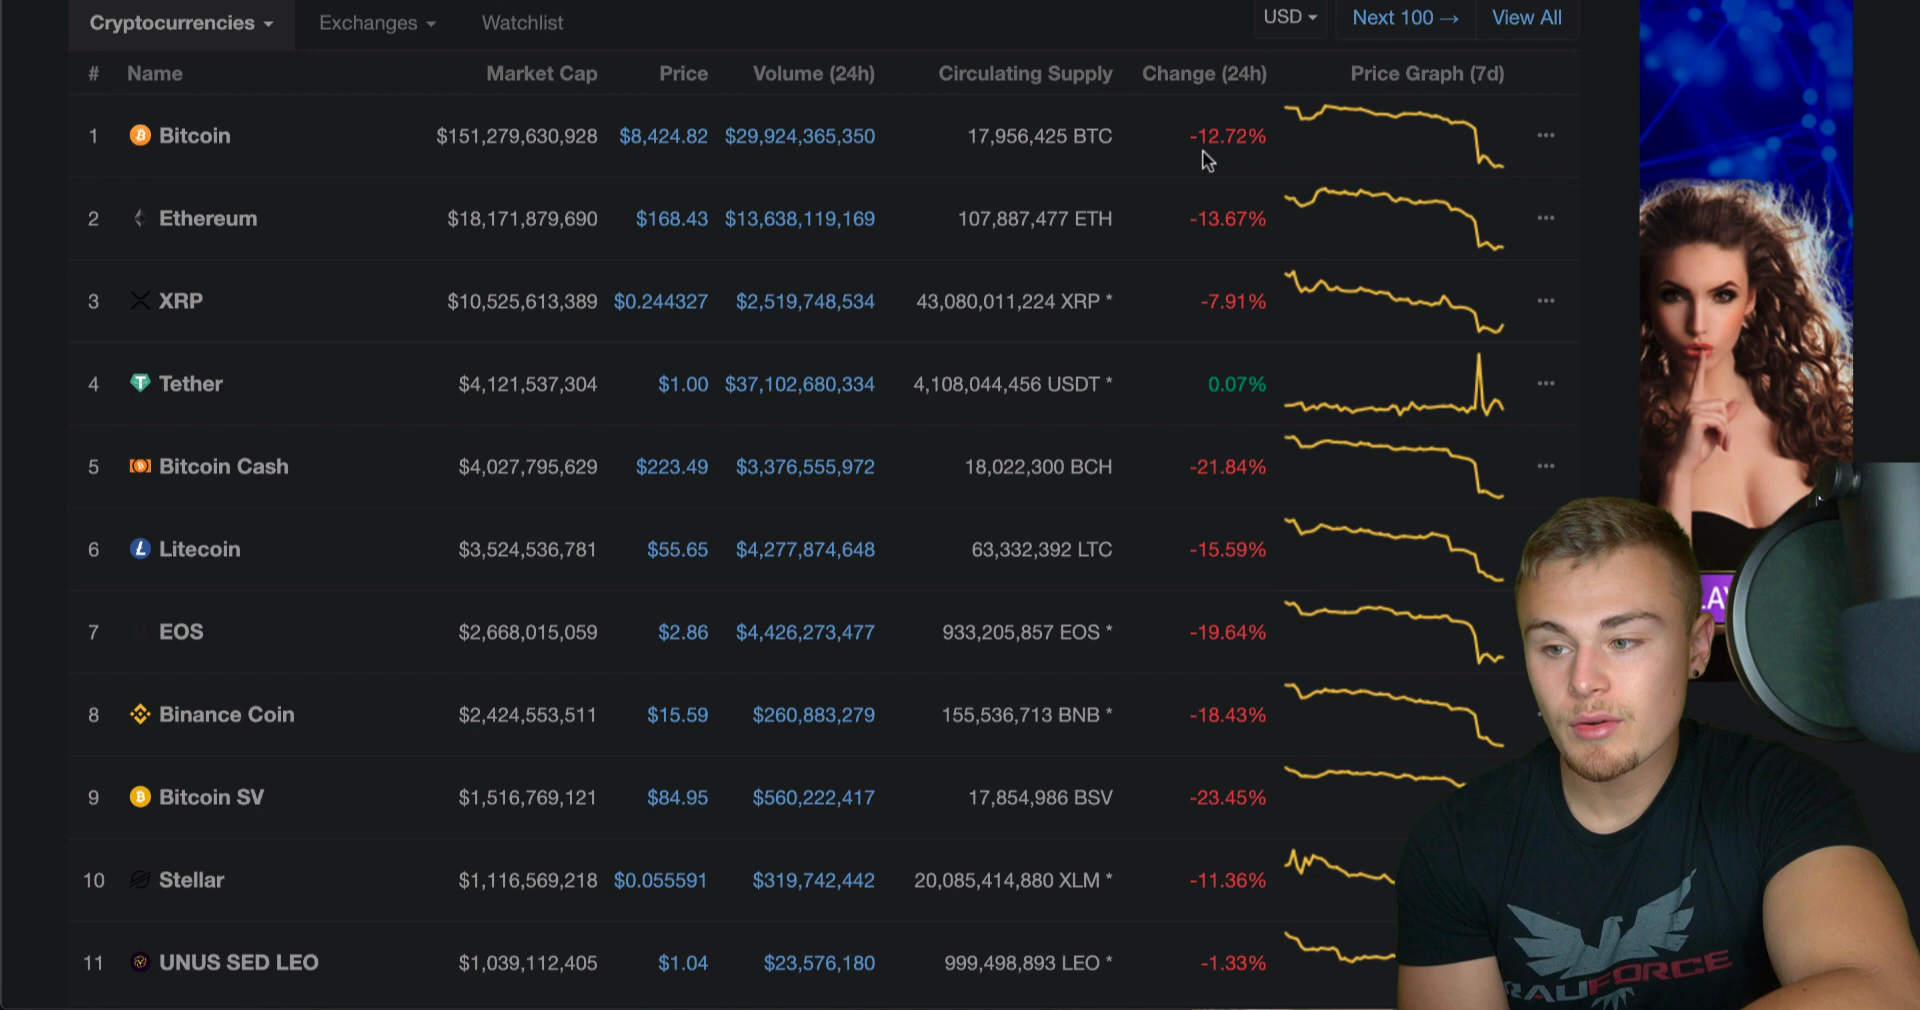 Cryptocurrencies Exchanges Watchlist USD Next 100 → View All
# Name Market Cap Price Volume (24h) Circulating Supply Change (24h) Price Graph (7d)
1 Bitcoin $151,279,630,928 $8,424.82 $29,924,365,350 17,956,425 BTC -12.72%
2 Ethereum $18,171,879,690 $168.43 $13,638,119,169 107,887,477 ETH -13.67%
3 XRP $10,525,613,389 $0.244327 $2,519,748,534 43,080,011,224 XRP * -7.91%
4 Tether $4,121,537,304 $1.00 $37,102,680,334 4,108,044,456 USDT * 0.07%
5 Bitcoin Cash $4,027,795,629 $223.49 $3,376,555,972 18,022,300 BCH -21.84%
6 Litecoin $3,524,536,781 $55.65 $4,277,874,648 63,332,392 LTC -15.59%
7 EOS $2,668,015,059 $2.86 $4,426,273,477 933,205,857 EOS * -19.64%
8 Binance Coin $2,424,553,511 $15.59 $260,883,279 155,536,713 BNB * -18.43%
9 Bitcoin SV $1,516,769,121 $84.95 $560,222,417 17,854,986 BSV -23.45%
10 Stellar $1,116,569,218 $0.055591 $319,742,442 20,085,414,880 XLM * -11.36%
11 UNUS SED LEO $1,039,112,405 $1.04 $23,576,180 999,498,893 LEO * -1.33%